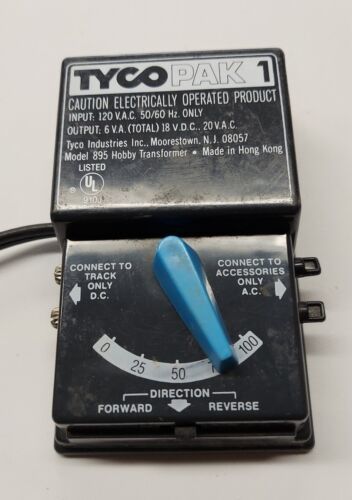 TYCOPAK 1
CAUTION ELECTRICALLY OPERATED PRODUCT
INPUT: 120 V.A.C. 50/60 Hz. ONLY
OUTPUT: 6 V.A. (TOTAL) 18 V.D.C., 20 V.A.C.
Tyco Industries Inc., Moorestown, N.J. 08057
Model 895 Hobby Transformer • Made in Hong Kong
LISTED
UL ®
910J
CONNECT TO TRACK ONLY D.C.
CONNECT TO ACCESSORIES ONLY A.C.
0 25 50 100
DIRECTION
FORWARD REVERSE